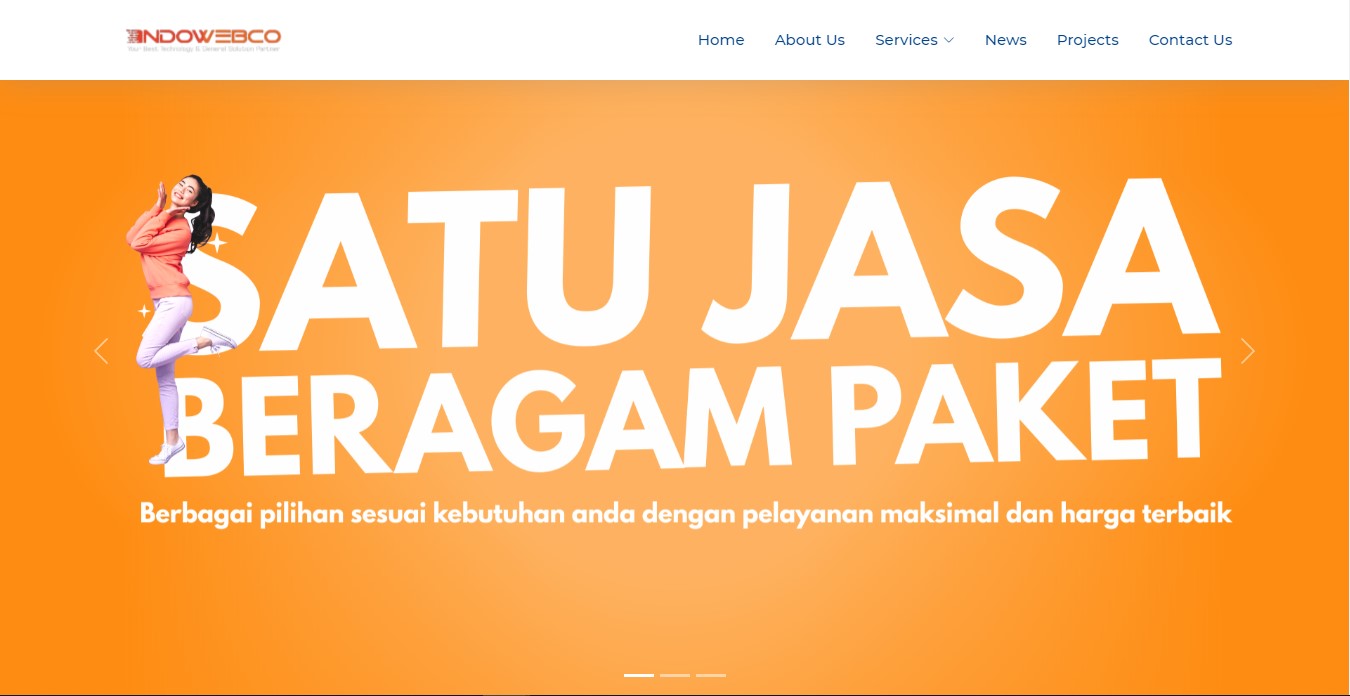 INDOWEBCO
Your Best Technology & General Solution Partner
Home About Us Services News Projects Contact Us
SATU JASA
BERAGAM PAKET
Berbagai pilihan sesuai kebutuhan anda dengan pelayanan maksimal dan harga terbaik